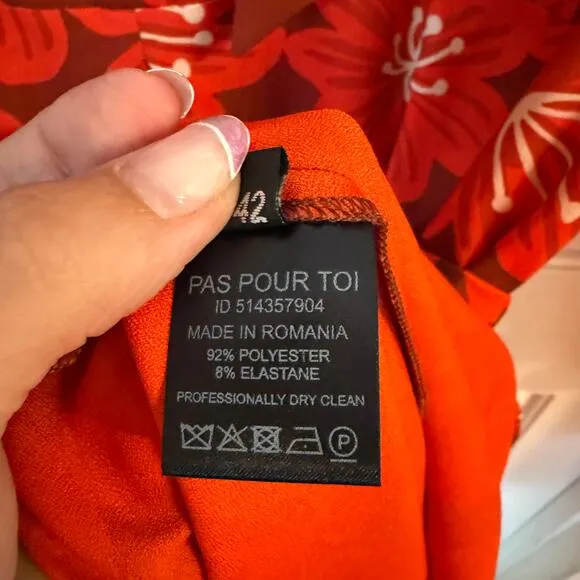 42
PAS POUR TOI
ID 514357904
MADE IN ROMANIA
92% POLYESTER
8% ELASTANE
PROFESSIONALLY DRY CLEAN
P